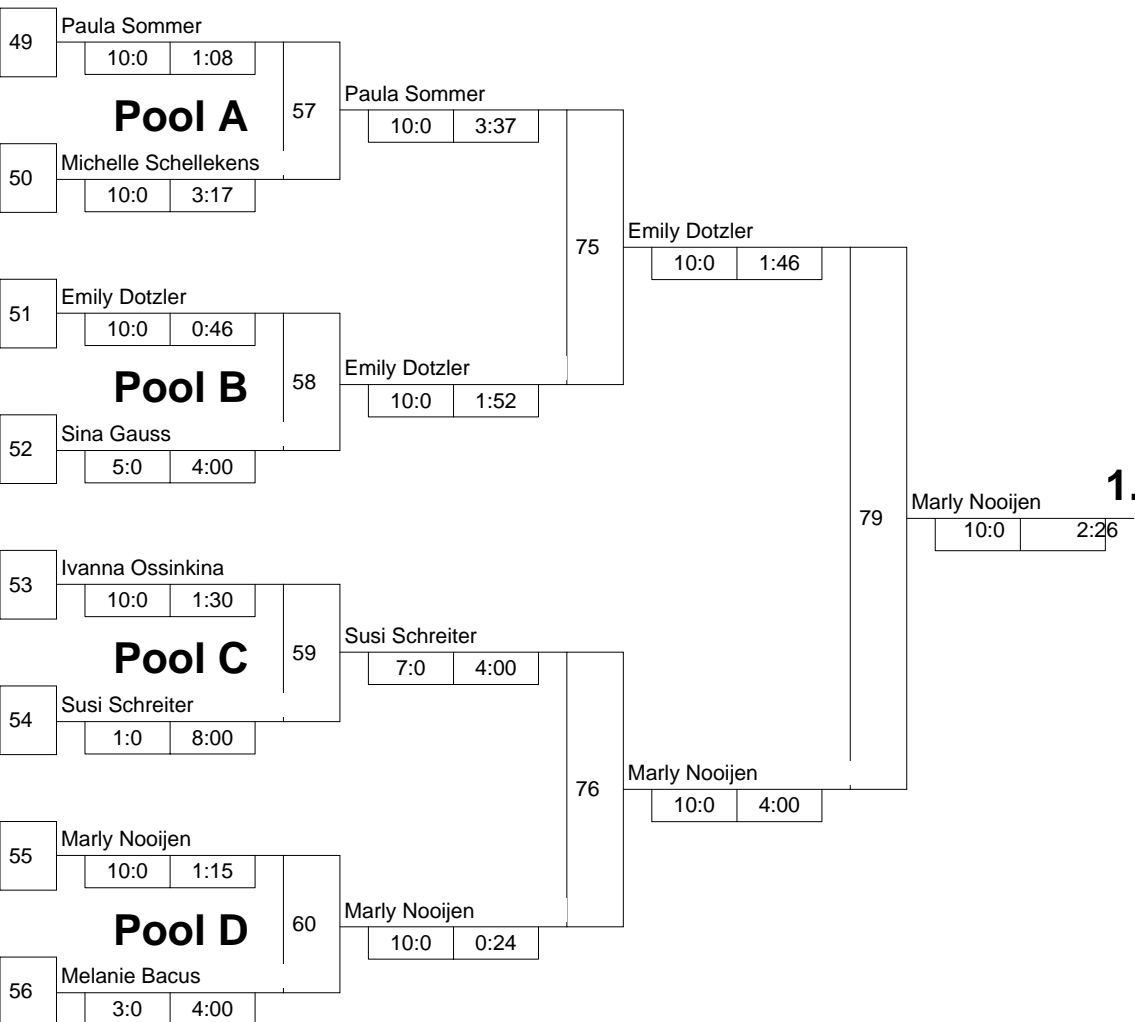 49
Paula Sommer
10:0 1:08
Pool A
57
Paula Sommer
10:0 3:37
50
Michelle Schellekens
10:0 3:17
75
Emily Dotzler
10:0 1:46
51
Emily Dotzler
10:0 0:46
Pool B
58
Emily Dotzler
10:0 1:52
52
Sina Gauss
5:0 4:00
79
Marly Nooijen
1.
10:0 2:26
53
Ivanna Ossinkina
10:0 1:30
Pool C
59
Susi Schreiter
7:0 4:00
54
Susi Schreiter
1:0 8:00
76
Marly Nooijen
10:0 4:00
55
Marly Nooijen
10:0 1:15
Pool D
60
Marly Nooijen
10:0 0:24
56
Melanie Bacus
3:0 4:00